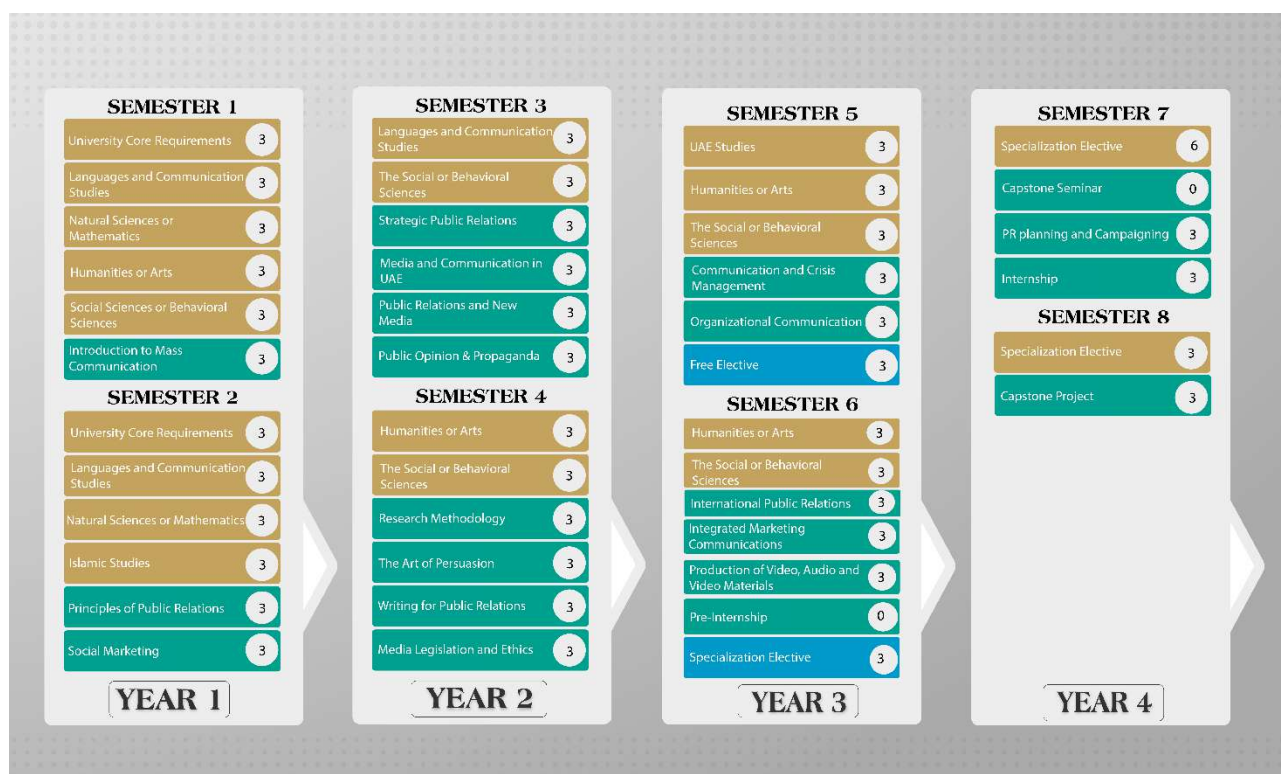 SEMESTER 1
University Core Requirements 3
Languages and Communication
Studies 3
Natural Sciences or
Mathematics 3
Humanities or Arts 3
Social Sciences or Behavioral
Sciences 3
Introduction to Mass
Communication 3
SEMESTER 2
University Core Requirements 3
Languages and Communication
Studies 3
Natural Sciences or Mathematics 3
Islamic Studies 3
Principles of Public Relations 3
Social Marketing 3
YEAR 1
SEMESTER 3
Languages and Communication
Studies 3
The Social or Behavioral
Sciences 3
Strategic Public Relations 3
Media and Communication in
UAE 3
Public Relations and New
Media 3
Public Opinion & Propaganda 3
SEMESTER 4
Humanities or Arts 3
The Social or Behavioral
Sciences 3
Research Methodology 3
The Art of Persuasion 3
Writing for Public Relations 3
Media Legislation and Ethics 3
YEAR 2
SEMESTER 5
UAE Studies 3
Humanities or Arts 3
The Social or Behavioral
Sciences 3
Communication and Crisis
Management 3
Organizational Communication 3
Free Elective 3
SEMESTER 6
Humanities or Arts 3
The Social or Behavioral
Sciences 3
International Public Relations 3
Integrated Marketing
Communications 3
Production of Video, Audio and
Video Materials 3
Pre-Internship 0
Specialization Elective 3
YEAR 3
SEMESTER 7
Specialization Elective 6
Capstone Seminar 0
PR planning and Campaigning 3
Internship 3
SEMESTER 8
Specialization Elective 3
Capstone Project 3
YEAR 4